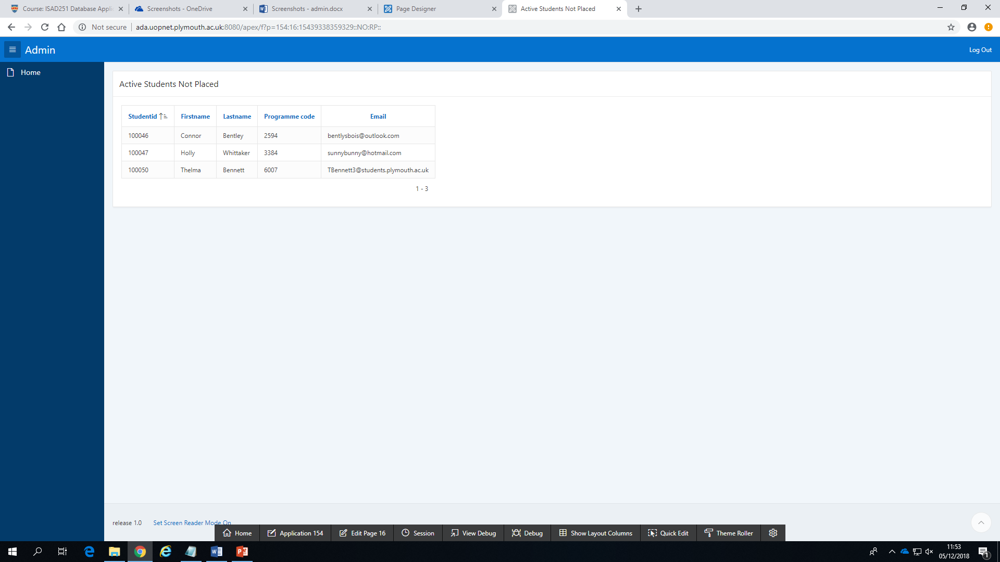 Course: ISAD251 Database Appli
Screenshots - OneDrive
Screenshots - admin.docx
Page Designer
Active Students Not Placed
Not secure
ada.uopnet.plymouth.ac.uk:8080/apex/f?p=154:16:15439338359329::NO:RP::
Admin
Log Out
Home
Active Students Not Placed
Studentid Firstname Lastname Programme code Email
100046 Connor Bentley 2594 bentlysbois@outlook.com
100047 Holly Whittaker 3384 sunnybunny@hotmail.com
100050 Thelma Bennett 6007 TBennett3@students.plymouth.ac.uk
1 - 3
release 1.0 Set Screen Reader Mode On
Home Application 154 Edit Page 16 Session View Debug Debug Show Layout Columns Quick Edit Theme Roller
11:53
05/12/2018
1